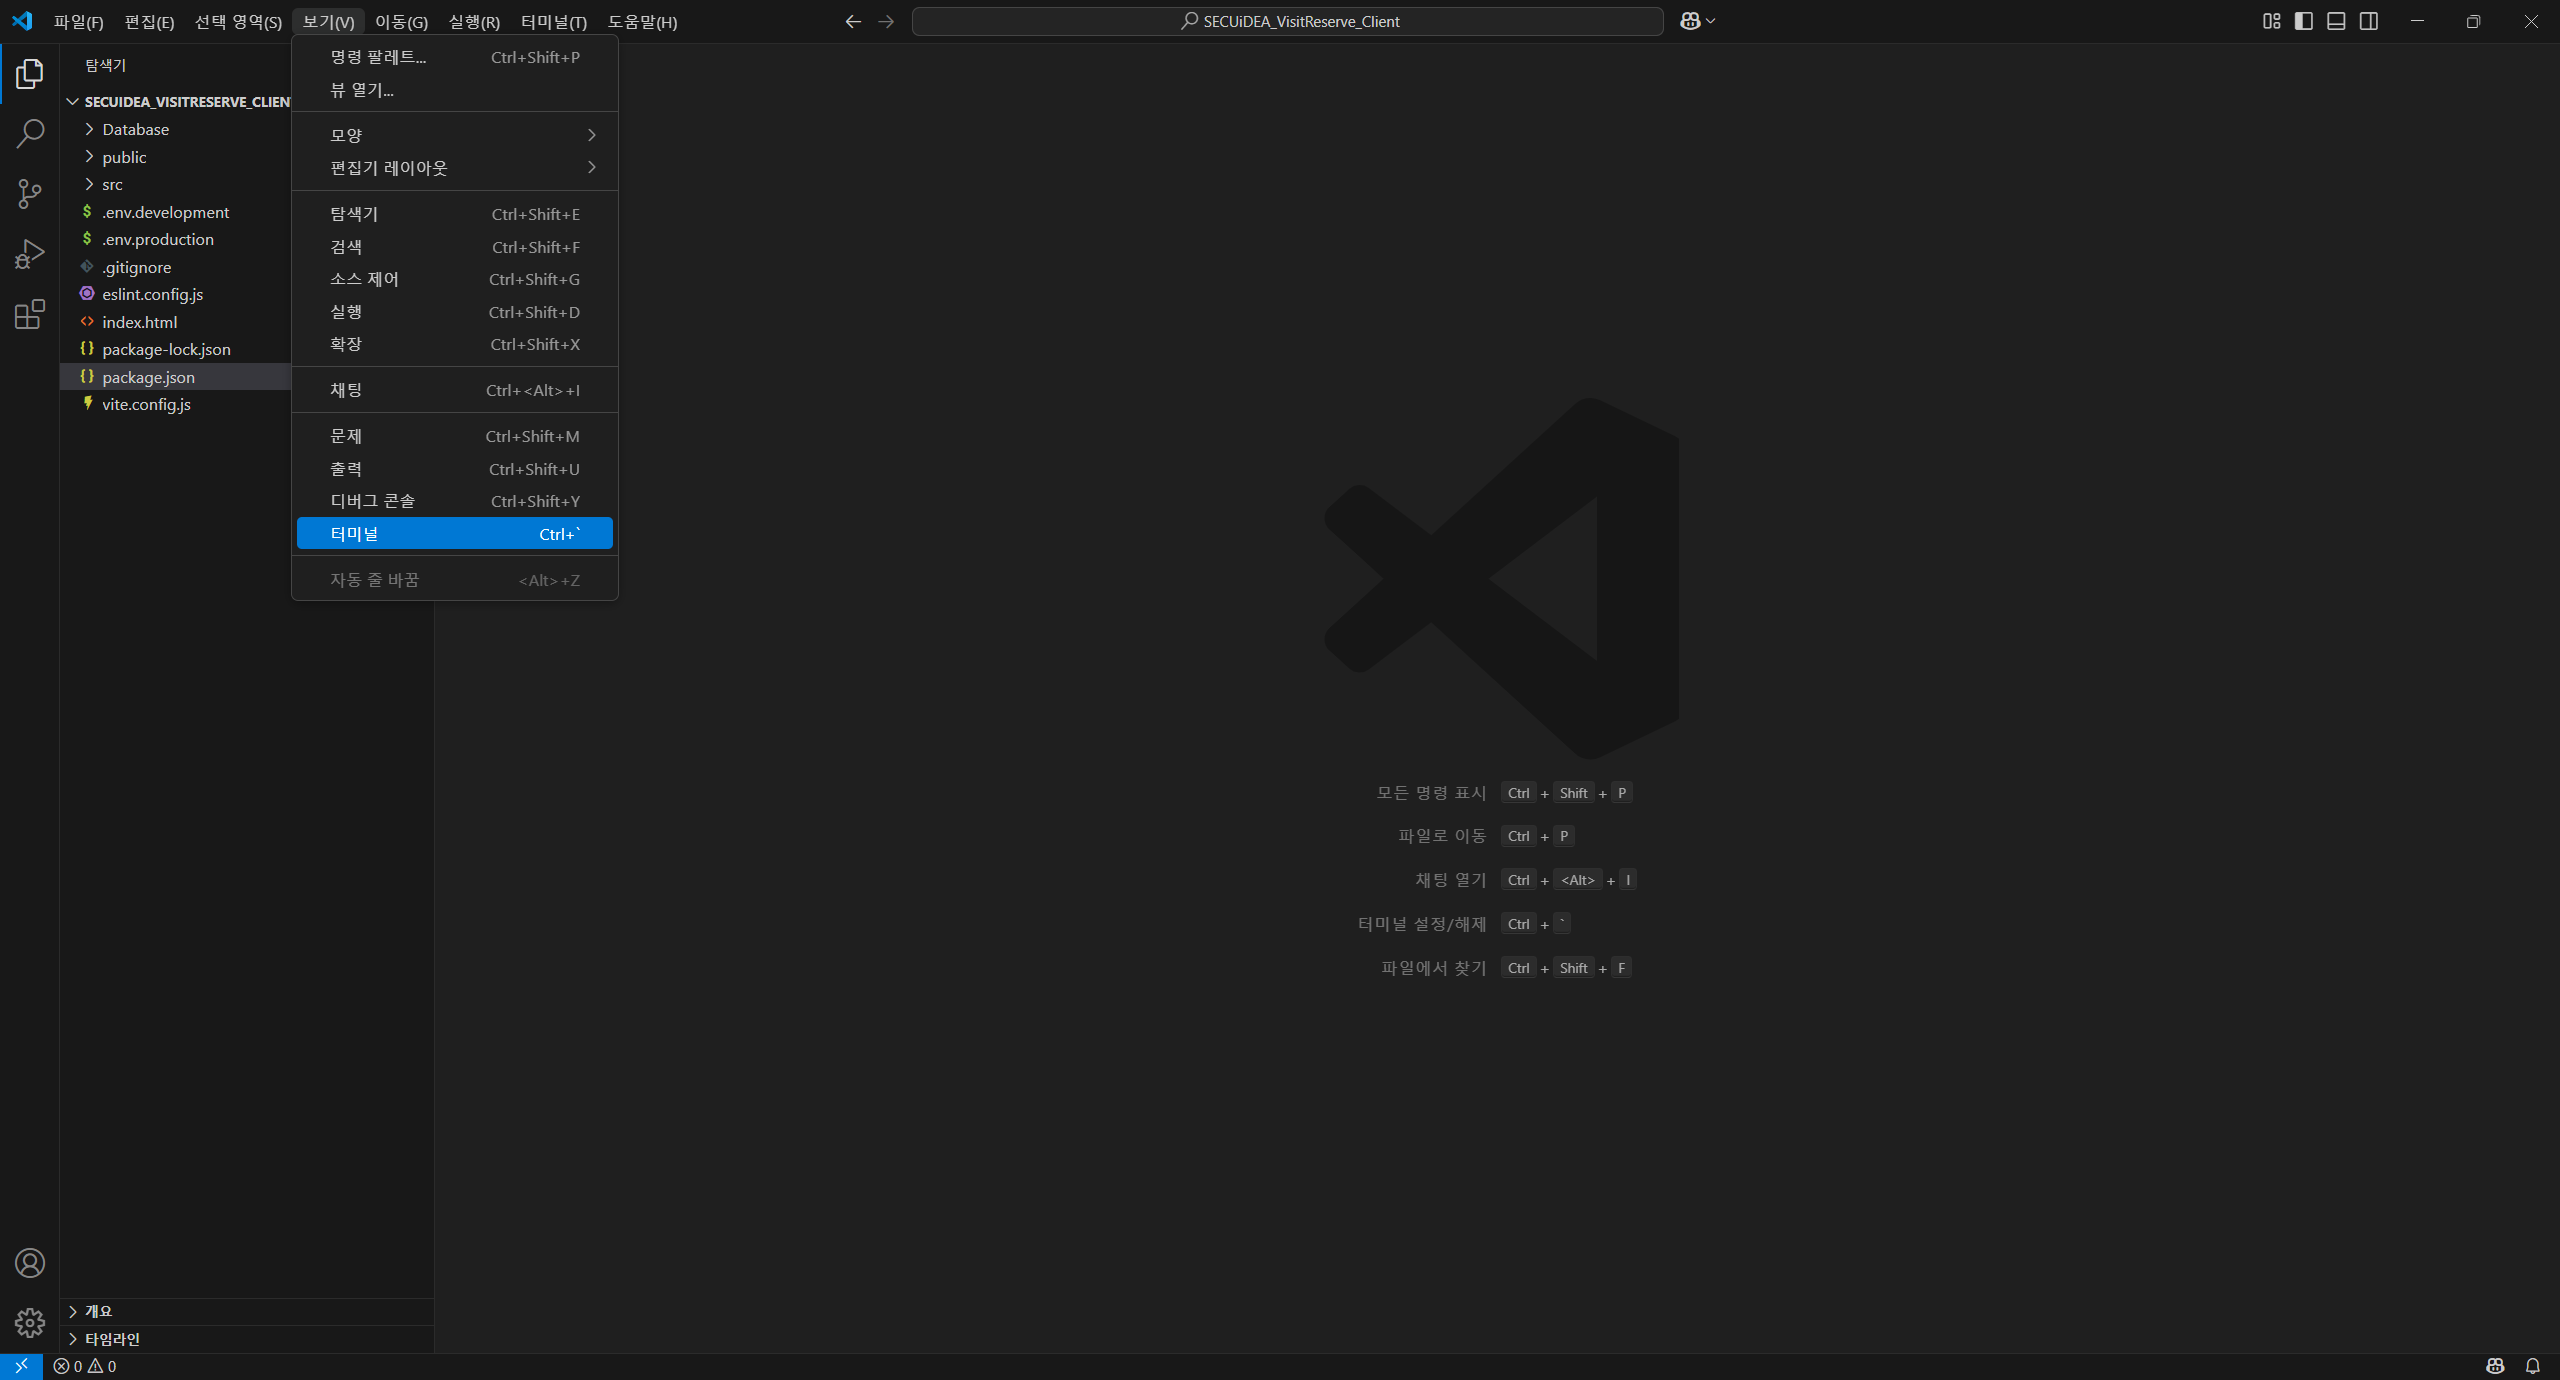 파일(F) 편집(E) 선택 영역(S) 보기(V) 이동(G) 실행(R) 터미널(T) 도움말(H) SECUiDEA_VisitReserve_Client
탐색기
SECUIDEA_VISITRESERVE_CLIEN
Database
public
src
.env.development
.env.production
.gitignore
eslint.config.js
index.html
package-lock.json
package.json
vite.config.js
명령 팔레트... Ctrl+Shift+P
뷰 열기...
모양
편집기 레이아웃
탐색기 Ctrl+Shift+E
검색 Ctrl+Shift+F
소스 제어 Ctrl+Shift+G
실행 Ctrl+Shift+D
확장 Ctrl+Shift+X
채팅 Ctrl+<Alt>+I
문제 Ctrl+Shift+M
출력 Ctrl+Shift+U
디버그 콘솔 Ctrl+Shift+Y
터미널 Ctrl+`
자동 줄 바꿈 <Alt>+Z
모든 명령 표시 Ctrl + Shift + P
파일로 이동 Ctrl + P
채팅 열기 Ctrl + <Alt> + I
터미널 설정/해제 Ctrl + `
파일에서 찾기 Ctrl + Shift + F
개요
타임라인
0 0